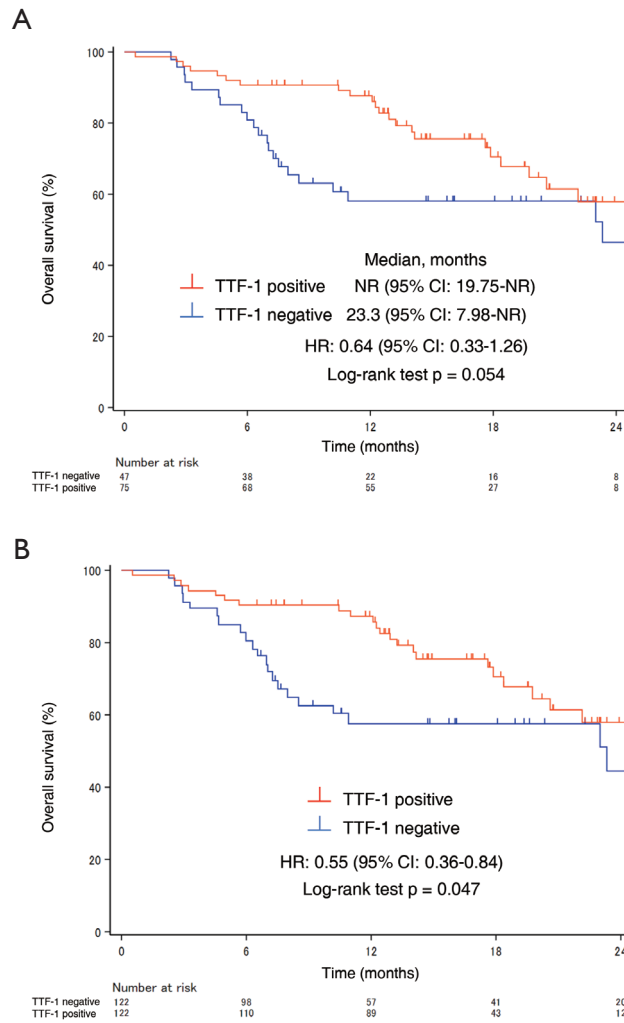 A
100
80
60
40
20
0
Overall survival (%)
Median, months
TTF-1 positive NR (95% CI: 19.75-NR)
TTF-1 negative 23.3 (95% CI: 7.98-NR)
HR: 0.64 (95% CI: 0.33-1.26)
Log-rank test p = 0.054
0 6 12 18 24
Time (months)
Number at risk
TTF-1 negative 47 38 22 16 8
TTF-1 positive 75 68 55 27 8
B
100
80
60
40
20
0
Overall survival (%)
TTF-1 positive
TTF-1 negative
HR: 0.55 (95% CI: 0.36-0.84)
Log-rank test p = 0.047
0 6 12 18 24
Time (months)
Number at risk
TTF-1 negative 122 98 57 41 20
TTF-1 positive 122 110 89 43 12